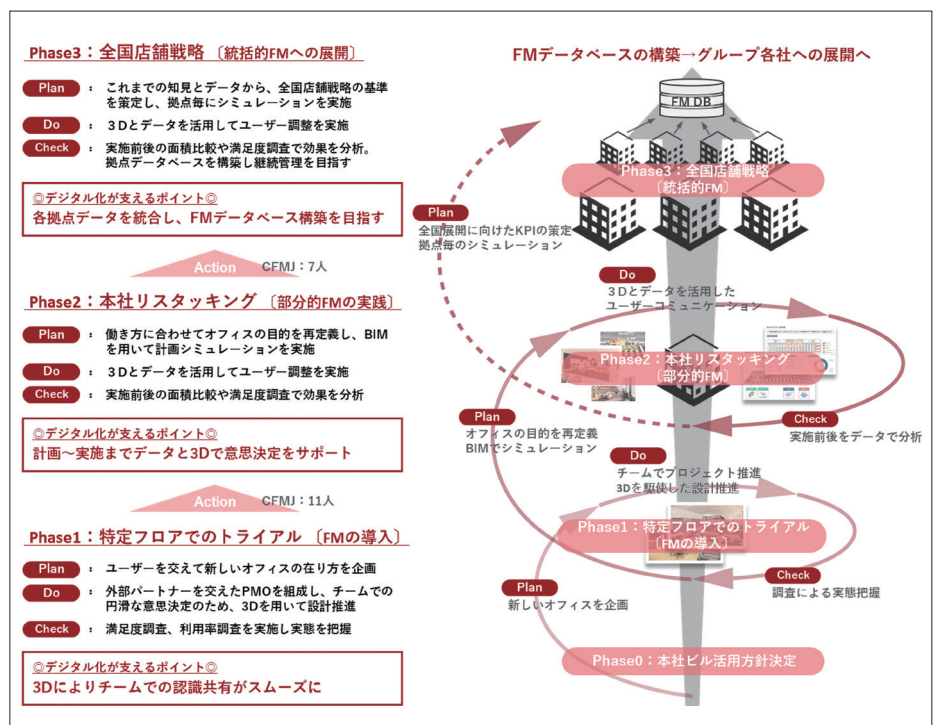 Phase3：全国店舗戦略 〔統括的FMへの展開〕
Plan ： これまでの知見とデータから、全国店舗戦略の基準
を策定し、拠点毎にシミュレーションを実施
Do ： 3Dとデータを活用してユーザー調整を実施
Check ： 実施前後の面積比較や満足度調査で効果を分析。
拠点データベースを構築し継続管理を目指す
◎デジタル化が支えるポイント◎
各拠点データを統合し、FMデータベース構築を目指す
Action CFMJ：7人
Phase2：本社リスタッキング 〔部分的FMの実践〕
Plan ： 働き方に合わせてオフィスの目的を再定義し、BIM
を用いて計画シミュレーションを実施
Do ： 3Dとデータを活用してユーザー調整を実施
Check ： 実施前後の面積比較や満足度調査で効果を分析
◎デジタル化が支えるポイント◎
計画～実施までデータと3Dで意思決定をサポート
Action CFMJ：11人
Phase1：特定フロアでのトライアル 〔FMの導入〕
Plan ： ユーザーを交えて新しいオフィスの在り方を企画
Do ： 外部パートナーを交えたPMOを組成し、チームでの
円滑な意思決定のため、3Dを用いて設計推進
Check ： 満足度調査、利用率調査を実施し実態を把握
◎デジタル化が支えるポイント◎
3Dによりチームでの認識共有がスムーズに
FMデータベースの構築→グループ各社への展開へ
FM DB
Phase3：全国店舗戦略
〔統括的FM〕
Plan
全国展開に向けたKPIの策定
拠点毎のシミュレーション
Do
3Dとデータを活用した
ユーザーコミュニケーション
Phase2：本社リスタッキング
〔部分的FM〕
Plan
オフィスの目的を再定義
BIMでシミュレーション
Check
実施前後をデータで分析
Do
チームでプロジェクト推進
3Dを駆使した設計推進
Phase1：特定フロアでのトライアル
〔FMの導入〕
Plan
新しいオフィスを企画
Check
調査による実態把握
Phase0：本社ビル活用方針決定